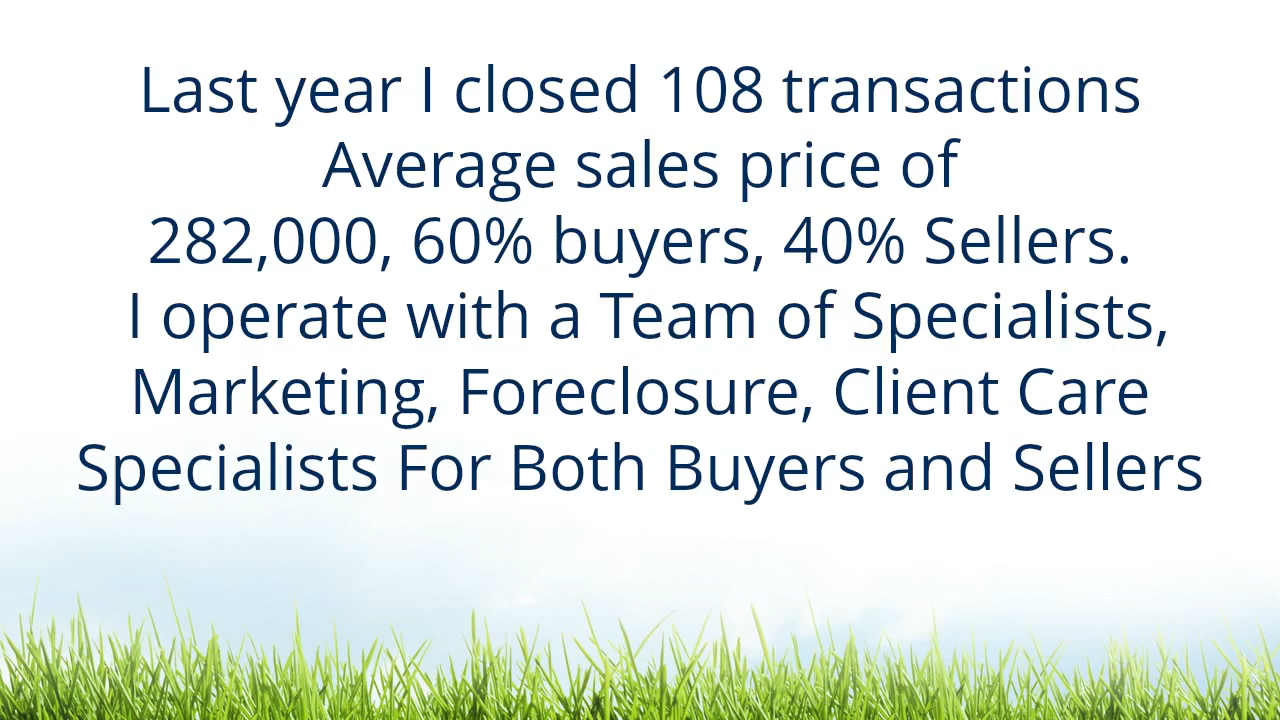 Last year I closed 108 transactions
Average sales price of
282,000, 60% buyers, 40% Sellers.
I operate with a Team of Specialists,
Marketing, Foreclosure, Client Care
Specialists For Both Buyers and Sellers